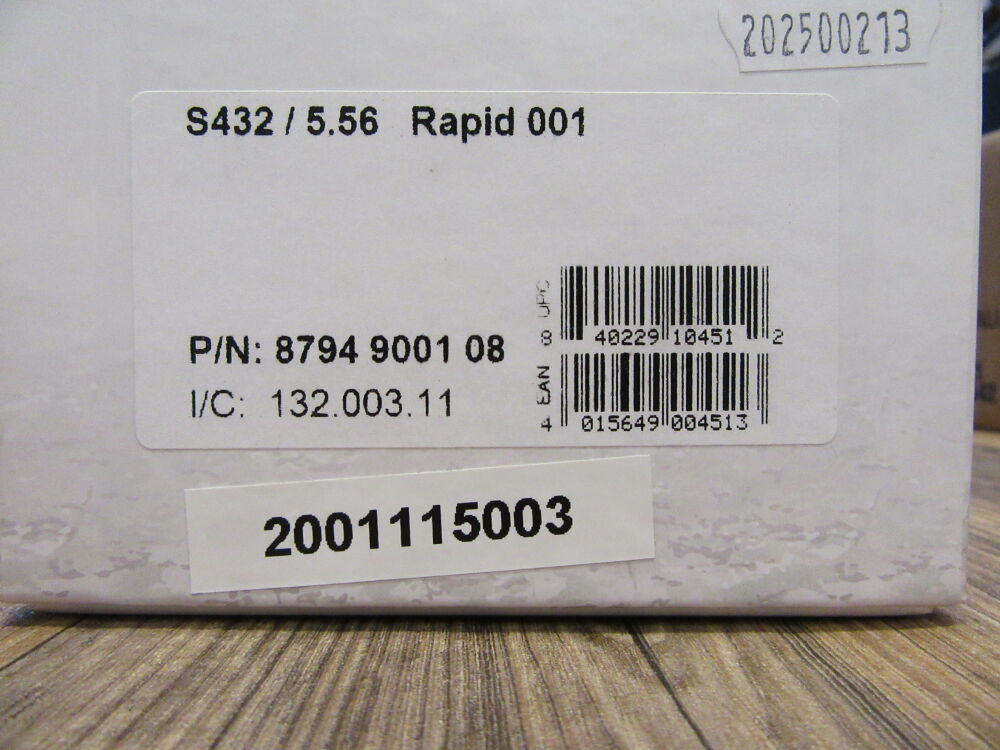 202500213
S432 / 5.56 Rapid 001
UPC
8 40229 10451 2
P/N: 8794 9001 08
I/C: 132.003.11
EAN
4 015649 004513
2001115003